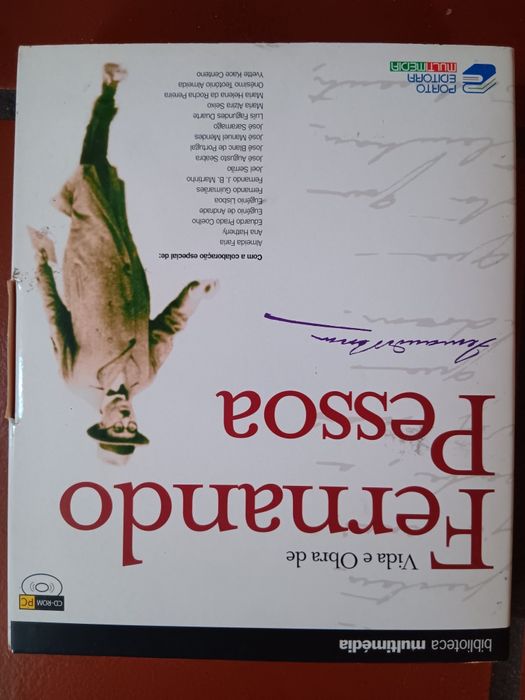 biblioteca multimédia
CD-ROM PC
Vida e Obra de
Fernando
Pessoa
Com a colaboração especial de:
Almeida Faria
Ana Hatherly
Eduardo Prado Coelho
Eugénio de Andrade
Eugénio Lisboa
Fernando Guimarães
Fernando J. B. Martinho
Joel Serrão
José Augusto Seabra
José Blanc de Portugal
José Manuel Mendes
José Saramago
Luís Fagundes Duarte
Maria Alzira Seixo
Maria Helena da Rocha Pereira
Onésimo Teotónio Almeida
Yvette Kace Centeno
PORTO
EDITORA
MULTIMÉDIA